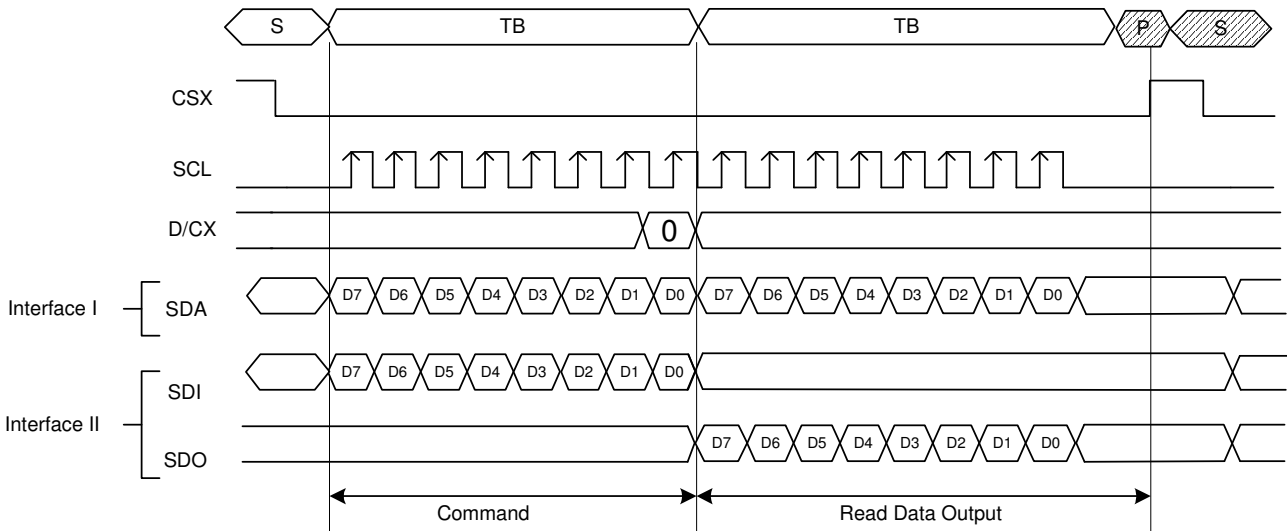 S TB TB P S
CSX
SCL
D/CX 0
Interface I SDA D7 D6 D5 D4 D3 D2 D1 D0 D7 D6 D5 D4 D3 D2 D1 D0
Interface II
SDI D7 D6 D5 D4 D3 D2 D1 D0
SDO D7 D6 D5 D4 D3 D2 D1 D0
Command Read Data Output